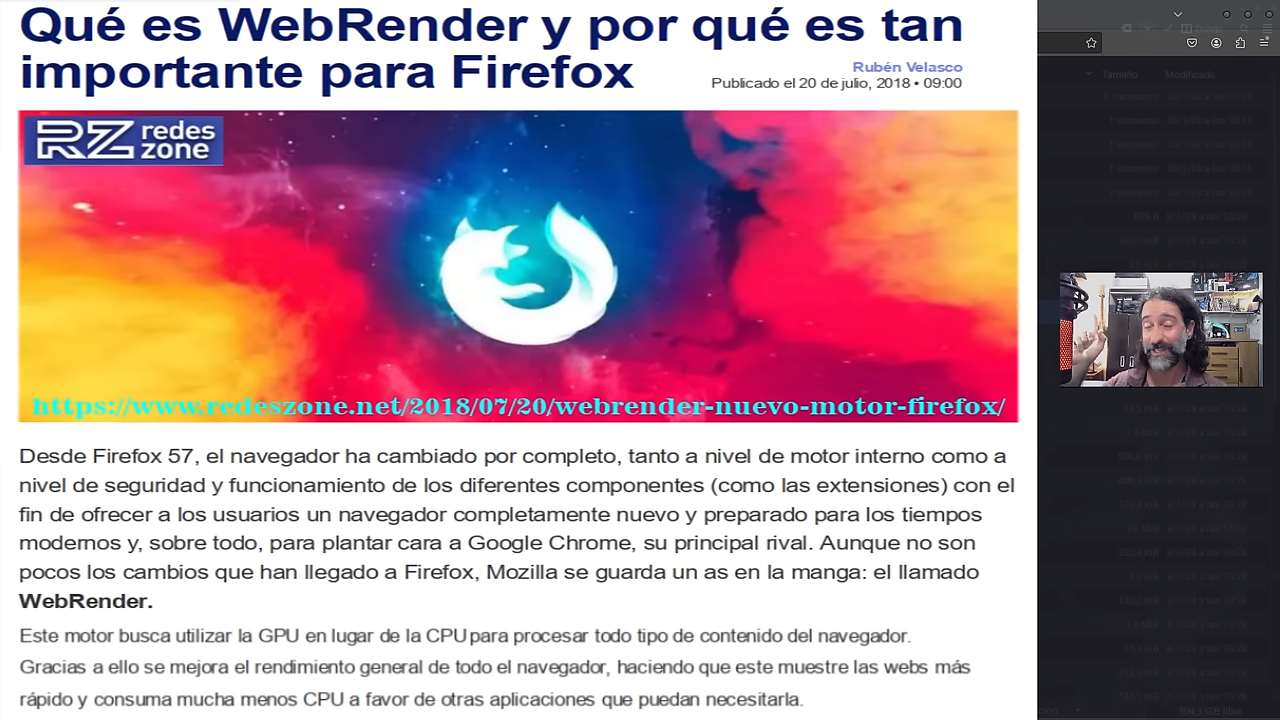 Qué es WebRender y por qué es tan
importante para Firefox
Rubén Velasco
Publicado el 20 de julio, 2018 • 09:00
RZ redes
zone
https://www.redeszone.net/2018/07/20/webrender-nuevo-motor-firefox/
Desde Firefox 57, el navegador ha cambiado por completo, tanto a nivel de motor interno como a
nivel de seguridad y funcionamiento de los diferentes componentes (como las extensiones) con el
fin de ofrecer a los usuarios un navegador completamente nuevo y preparado para los tiempos
modernos y, sobre todo, para plantar cara a Google Chrome, su principal rival. Aunque no son
pocos los cambios que han llegado a Firefox, Mozilla se guarda un as en la manga: el llamado
WebRender.
Este motor busca utilizar la GPU en lugar de la CPU para procesar todo tipo de contenido del navegador.
Gracias a ello se mejora el rendimiento general de todo el navegador, haciendo que este muestre las webs más
rápido y consuma mucha menos CPU a favor de otras aplicaciones que puedan necesitarla.
Tamaño Modificado
504.3 GiB libre